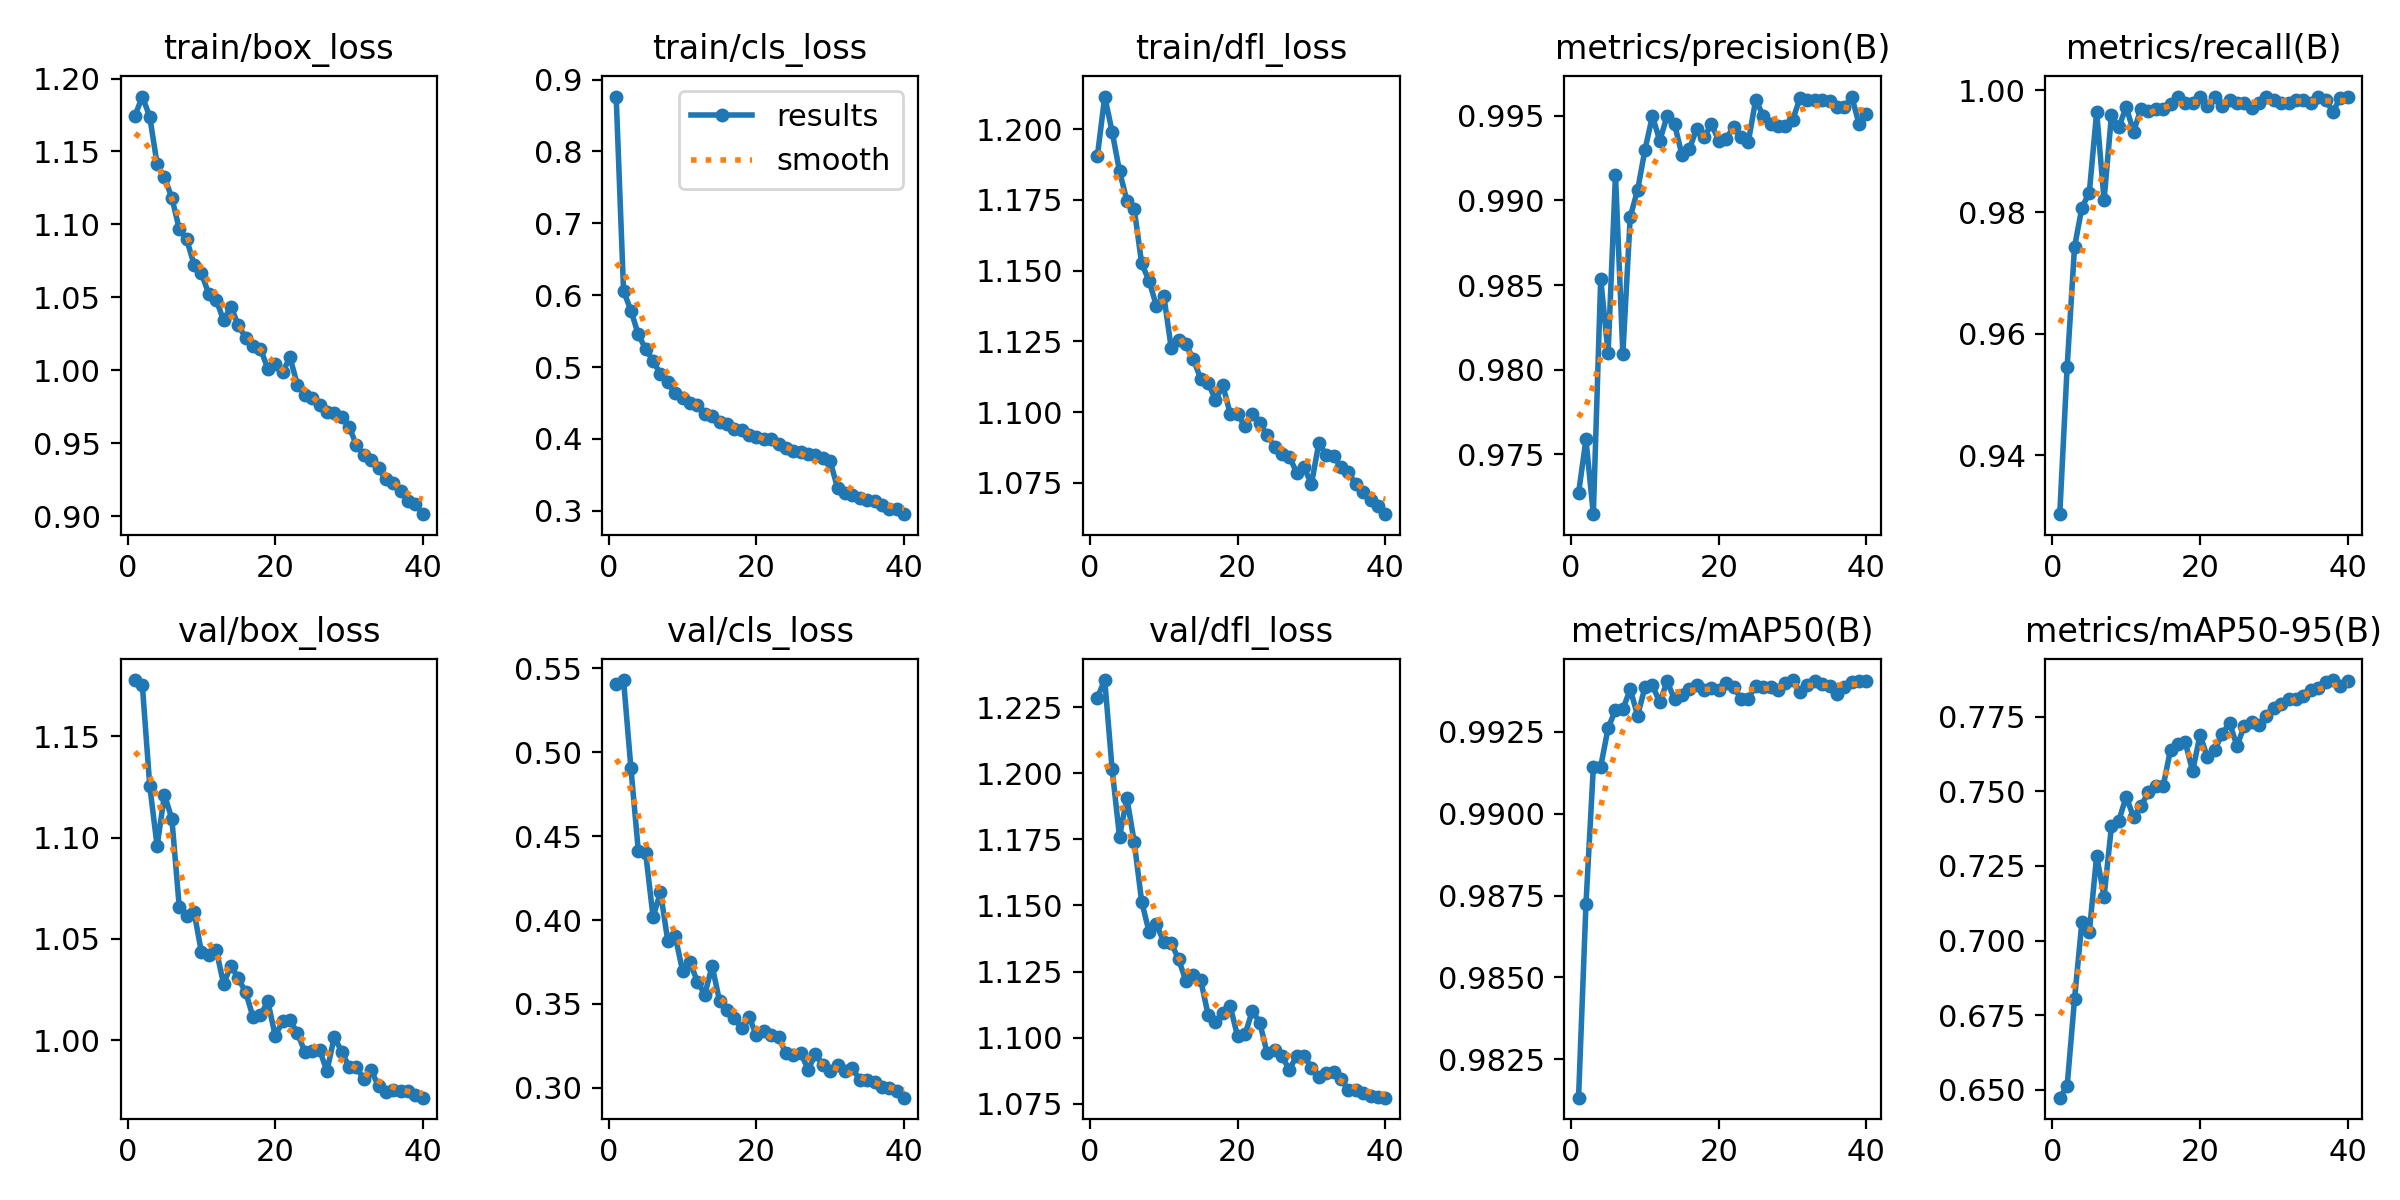 train/box_loss
1.20
1.15
1.10
1.05
1.00
0.95
0.90
0 20 40
train/cls_loss
results
smooth
0.9
0.8
0.7
0.6
0.5
0.4
0.3
0 20 40
train/dfl_loss
1.200
1.175
1.150
1.125
1.100
1.075
0 20 40
metrics/precision(B)
0.995
0.990
0.985
0.980
0.975
0 20 40
metrics/recall(B)
1.00
0.98
0.96
0.94
0 20 40
val/box_loss
1.15
1.10
1.05
1.00
0 20 40
val/cls_loss
0.55
0.50
0.45
0.40
0.35
0.30
0 20 40
val/dfl_loss
1.225
1.200
1.175
1.150
1.125
1.100
1.075
0 20 40
metrics/mAP50(B)
0.9925
0.9900
0.9875
0.9850
0.9825
0 20 40
metrics/mAP50-95(B)
0.775
0.750
0.725
0.700
0.675
0.650
0 20 40